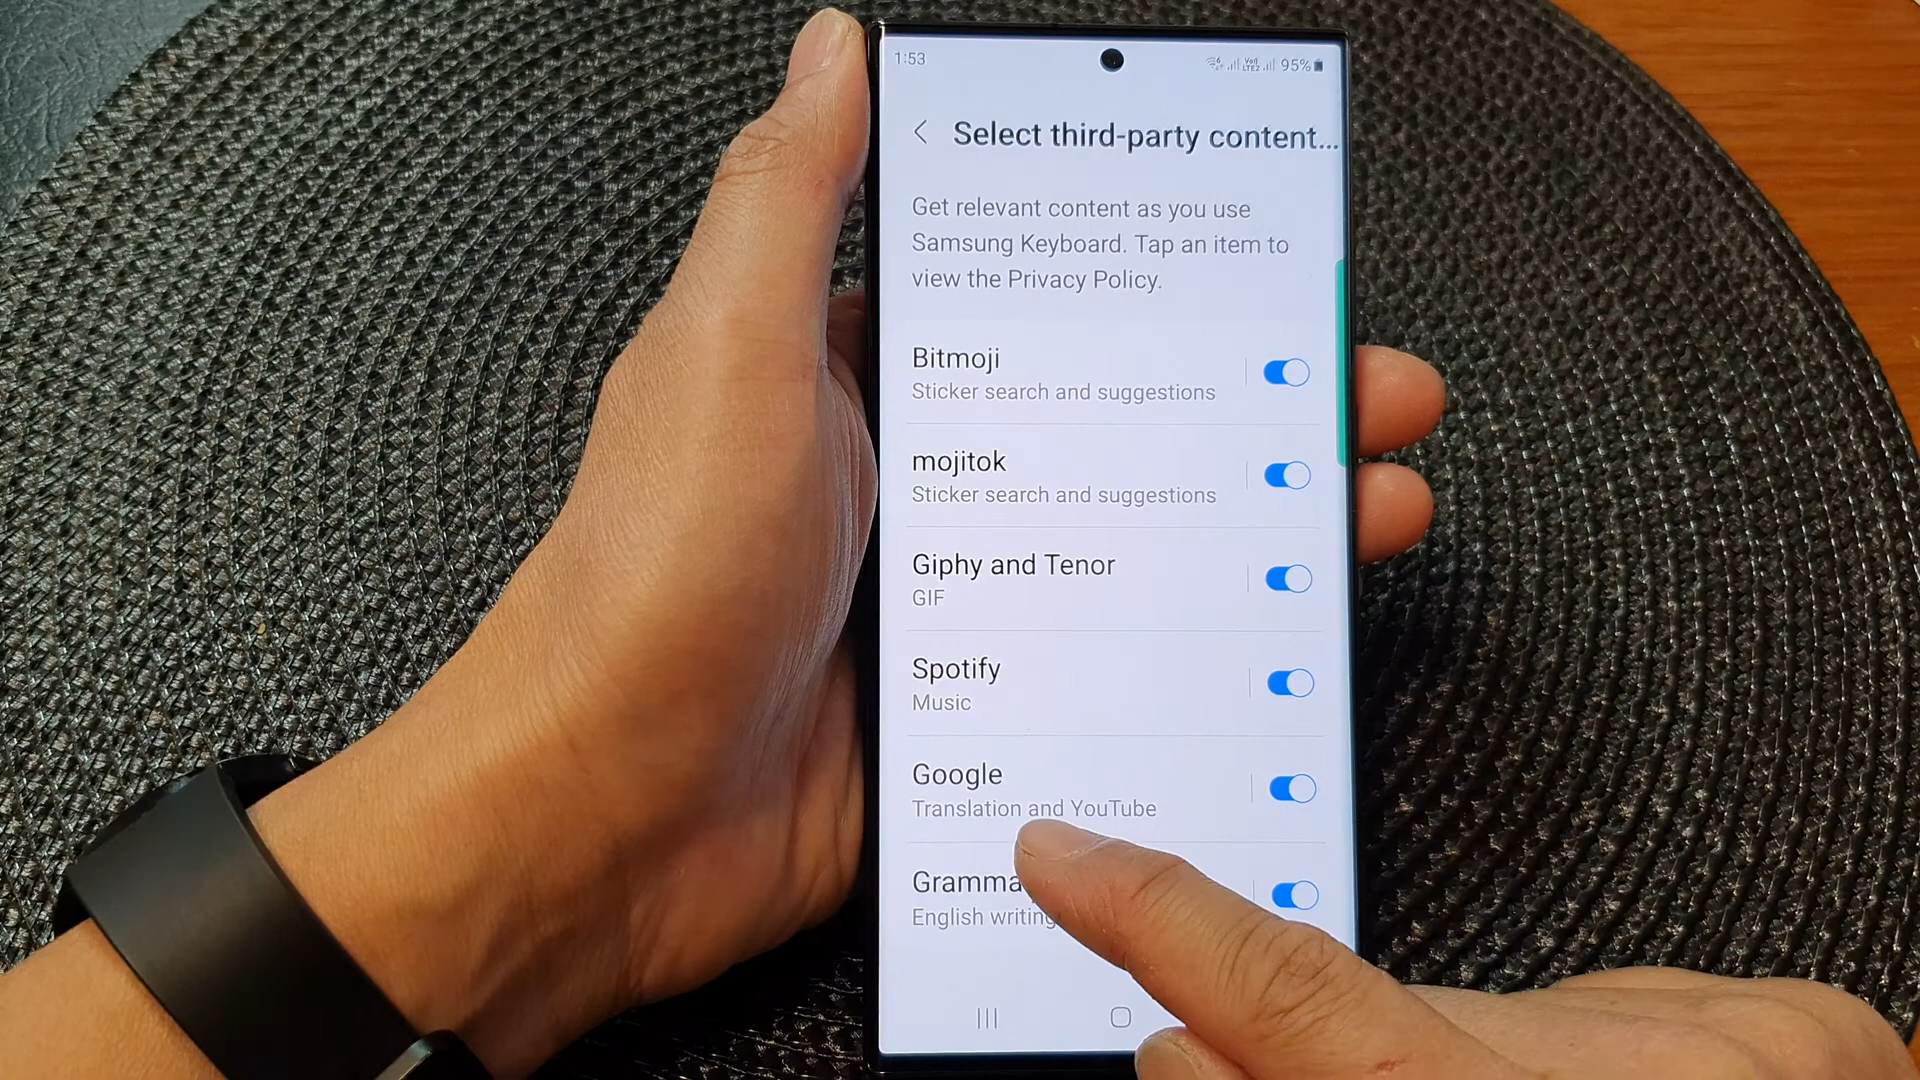 1:53
95%
Select third-party content...
Get relevant content as you use
Samsung Keyboard. Tap an item to
view the Privacy Policy.
Bitmoji
Sticker search and suggestions
mojitok
Sticker search and suggestions
Giphy and Tenor
GIF
Spotify
Music
Google
Translation and YouTube
Gramma
English writing